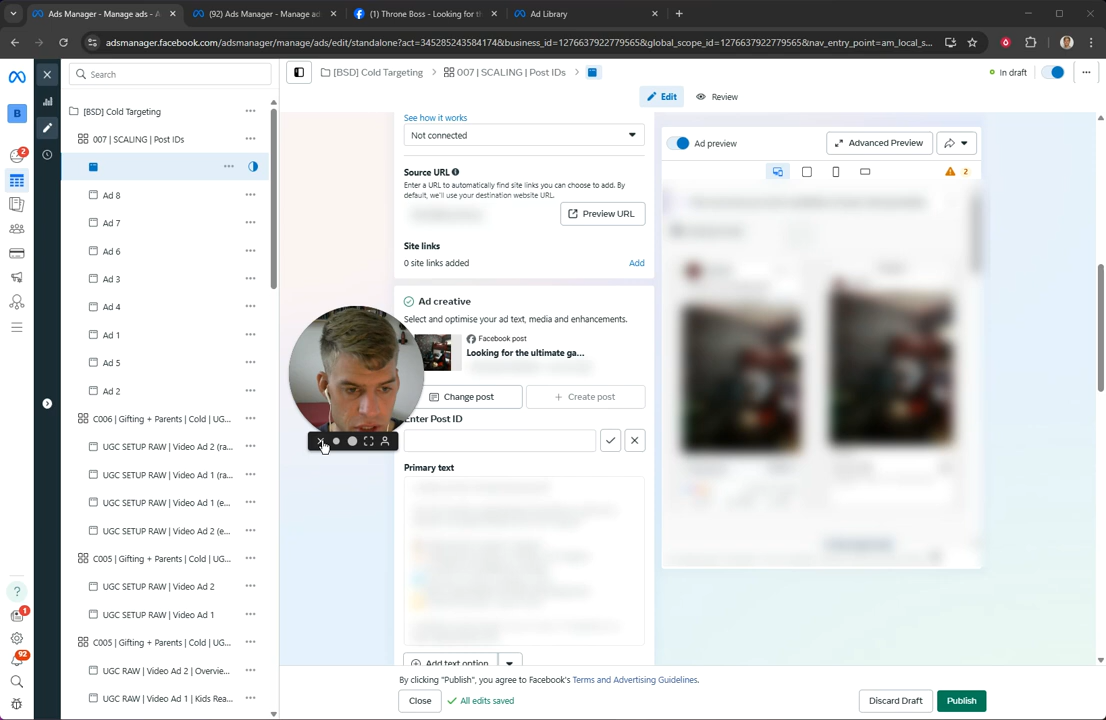 Ads Manager - Manage ads - A
(92) Ads Manager - Manage ad
(1) Throne Boss - Looking for th
Ad Library
adsmanager.facebook.com/adsmanager/manage/ads/edit/standalone?act=345285243584174&business_id=1276637922779565&global_scope_id=1276637922779565&nav_entry_point=am_local_s...
Search
[BSD] Cold Targeting
007 | SCALING | Post IDs
In draft
Edit
Review
B
2
1
92
[BSD] Cold Targeting
007 | SCALING | Post IDs
Ad 8
Ad 7
Ad 6
Ad 3
Ad 4
Ad 1
Ad 5
Ad 2
C006 | Gifting + Parents | Cold | UG...
UGC SETUP RAW | Video Ad 2 (ra...
UGC SETUP RAW | Video Ad 1 (ra...
UGC SETUP RAW | Video Ad 1 (e...
UGC SETUP RAW | Video Ad 2 (e...
C005 | Gifting + Parents | Cold | UG...
UGC SETUP RAW | Video Ad 2
UGC SETUP RAW | Video Ad 1
C005 | Gifting + Parents | Cold | UG...
UGC RAW | Video Ad 2 | Overvie...
UGC RAW | Video Ad 1 | Kids Rea...
See how it works
Not connected
Source URL
Enter a URL to automatically find site links you can choose to add. By
default, we'll use your destination website URL.
Preview URL
Site links
0 site links added
Add
Ad creative
Select and optimise your ad text, media and enhancements.
Facebook post
Looking for the ultimate ga...
Change post
Create post
Enter Post ID
Primary text
Add text option
Ad preview
Advanced Preview
2
By clicking "Publish", you agree to Facebook's Terms and Advertising Guidelines.
Close
All edits saved
Discard Draft
Publish